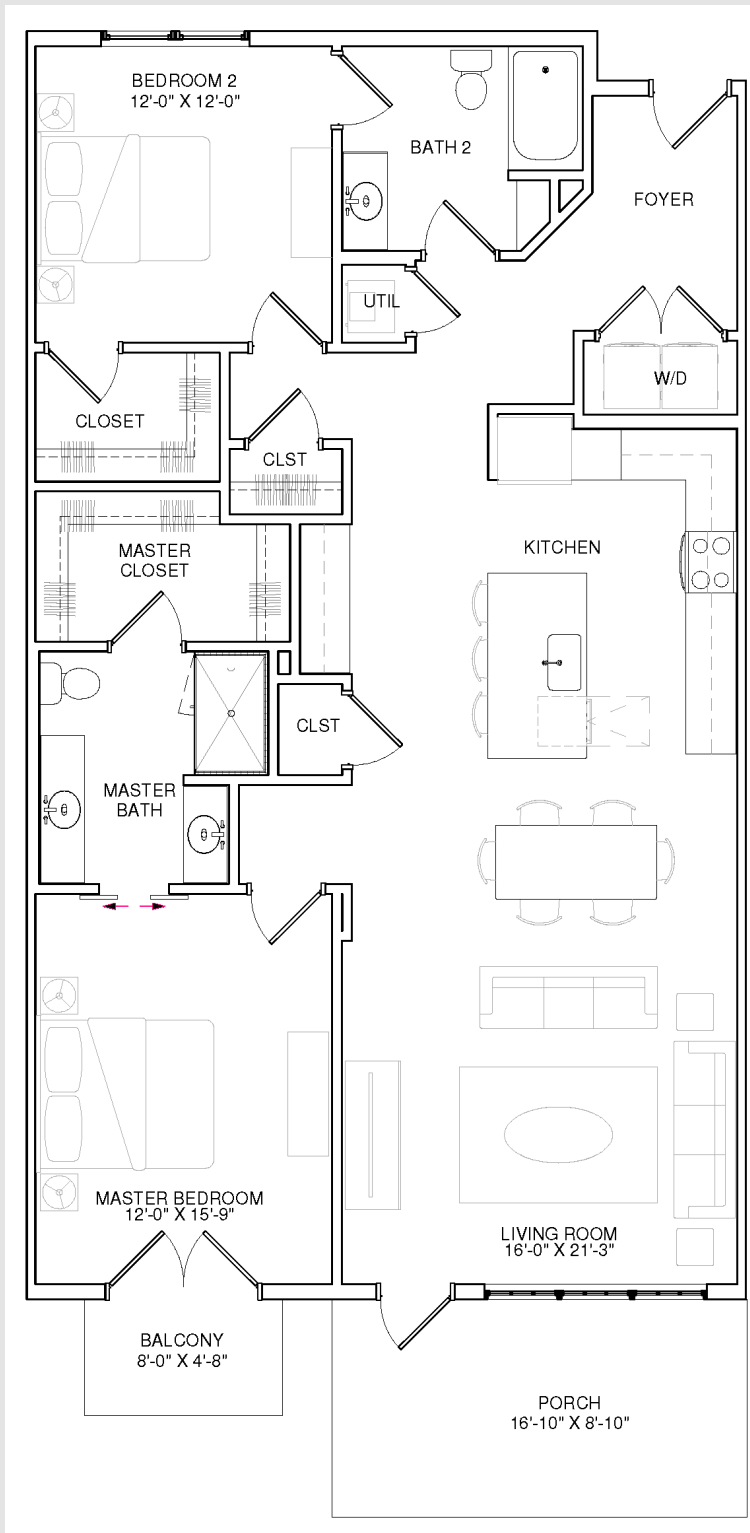 BEDROOM 2
12'-0" X 12'-0"
BATH 2
FOYER
UTIL
W/D
CLOSET
CLST
KITCHEN
MASTER
CLOSET
CLST
MASTER
BATH
MASTER BEDROOM
12'-0" X 15'-9"
LIVING ROOM
16'-0" X 21'-3"
BALCONY
8'-0" X 4'-8"
PORCH
16'-10" X 8'-10"